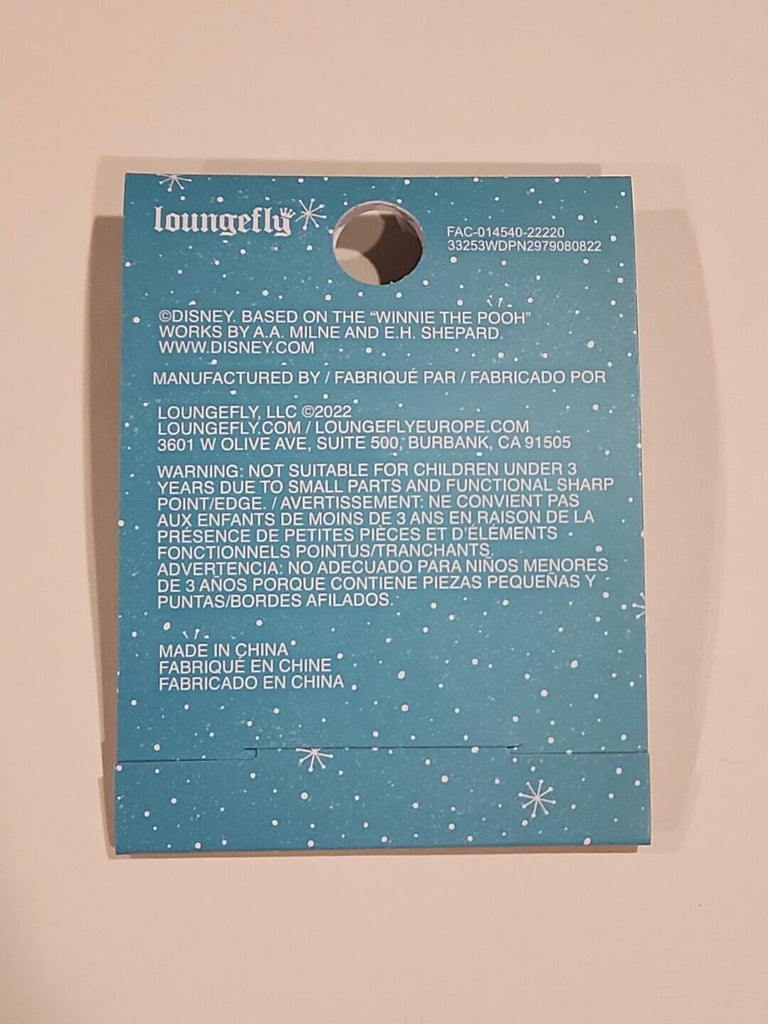 loungefly
FAC-014540-22220
33253WDPN2979080822
©DISNEY. BASED ON THE “WINNIE THE POOH”
WORKS BY A.A. MILNE AND E.H. SHEPARD.
WWW.DISNEY.COM
MANUFACTURED BY / FABRIQUÉ PAR / FABRICADO POR
LOUNGEFLY, LLC ©2022
LOUNGEFLY.COM / LOUNGEFLYEUROPE.COM
3601 W OLIVE AVE, SUITE 500, BURBANK, CA 91505
WARNING: NOT SUITABLE FOR CHILDREN UNDER 3
YEARS DUE TO SMALL PARTS AND FUNCTIONAL SHARP
POINT/EDGE. / AVERTISSEMENT: NE CONVIENT PAS
AUX ENFANTS DE MOINS DE 3 ANS EN RAISON DE LA
PRÉSENCE DE PETITES PIÈCES ET D'ÉLÉMENTS
FONCTIONNELS POINTUS/TRANCHANTS.
ADVERTENCIA: NO ADECUADO PARA NIÑOS MENORES
DE 3 AÑOS PORQUE CONTIENE PIEZAS PEQUEÑAS Y
PUNTAS/BORDES AFILADOS.
MADE IN CHINA
FABRIQUÉ EN CHINE
FABRICADO EN CHINA